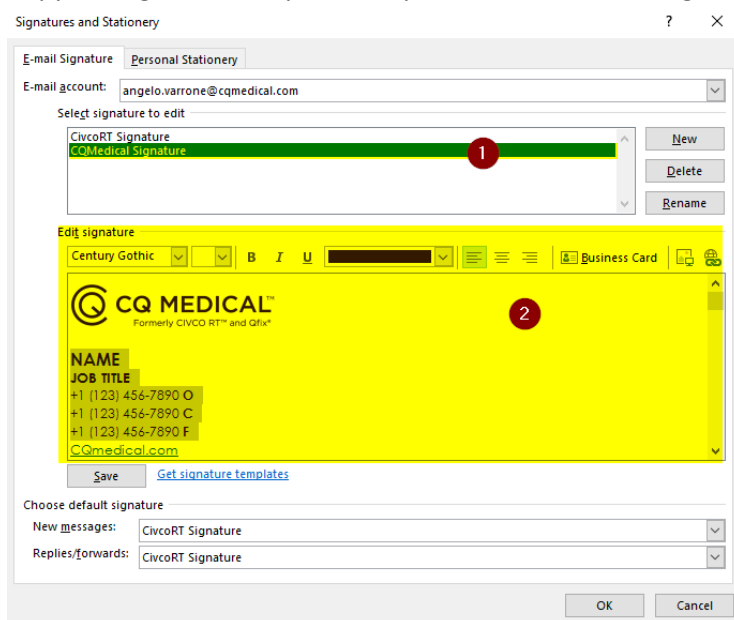 Signatures and Stationery ? ×
E-mail Signature Personal Stationery
E-mail account: angelo.varrone@cqmedical.com
Select signature to edit
CivcoRT Signature
CQMedical Signature
1
New
Delete
Rename
Edit signature
Century Gothic B I U Business Card
CQ MEDICAL™
Formerly CIVCO RT™ and Qfix®
2
NAME
JOB TITLE
+1 (123) 456-7890 O
+1 (123) 456-7890 C
+1 (123) 456-7890 F
CQmedical.com
Save Get signature templates
Choose default signature
New messages: CivcoRT Signature
Replies/forwards: CivcoRT Signature
OK Cancel